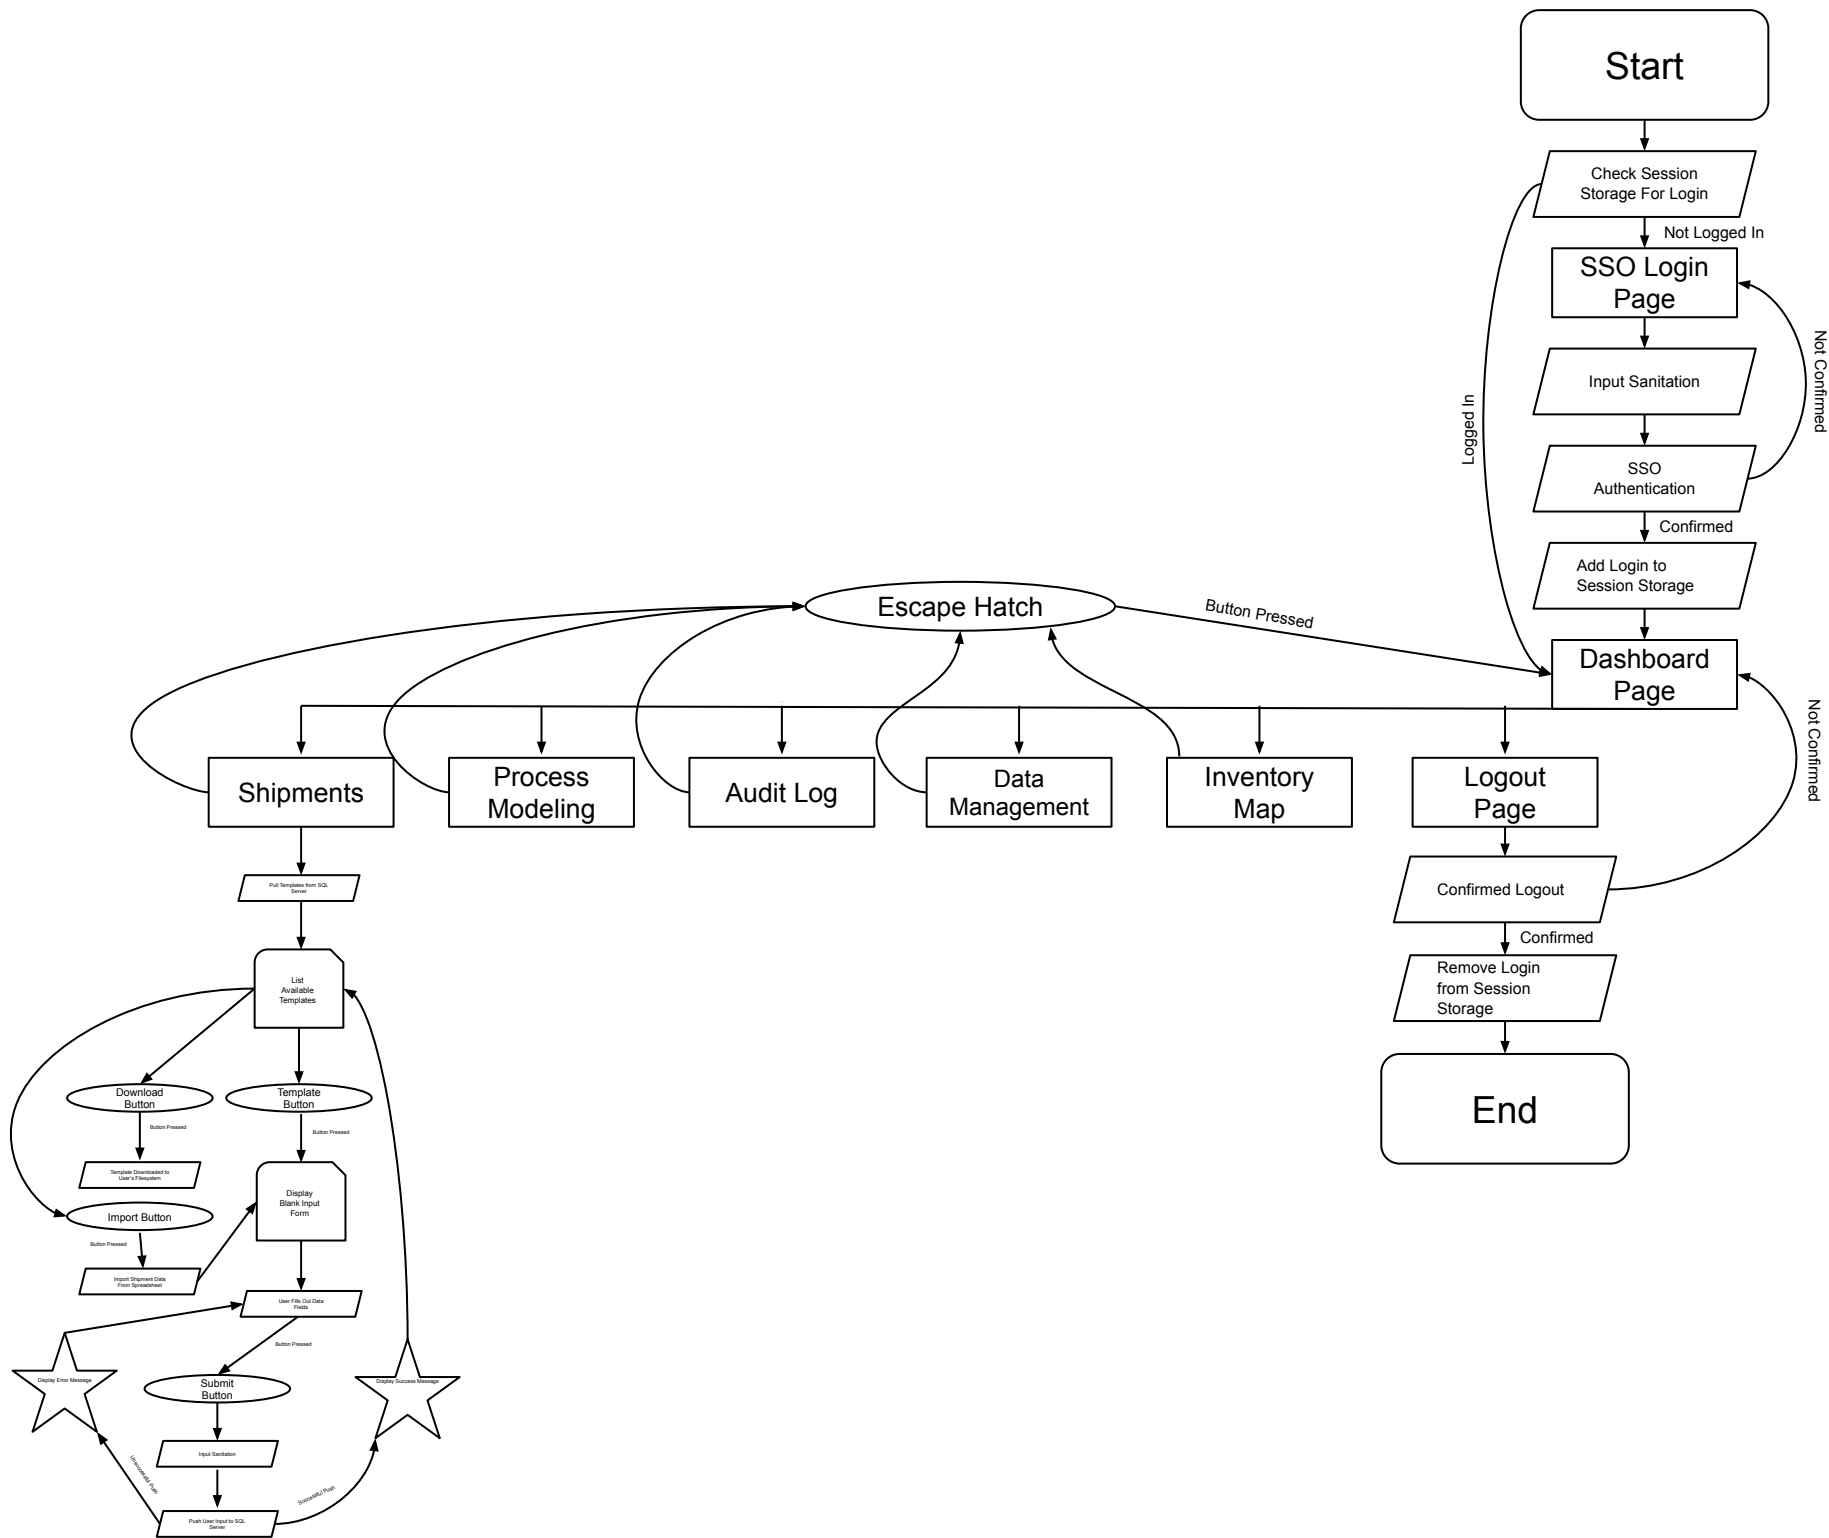 Start
Check Session
Storage For Login
Not Logged In
SSO Login
Page
Not Confirmed
Input Sanitation
Logged In
SSO
Authentication
Confirmed
Add Login to
Session Storage
Escape Hatch
Button Pressed
Dashboard
Page
Not Confirmed
Shipments
Process
Modeling
Audit Log
Data
Management
Inventory
Map
Logout
Page
Pull Templates from SQL
Server
Confirmed Logout
Confirmed
Remove Login
from Session
Storage
List
Available
Templates
End
Download
Button
Template
Button
Button Pressed
Button Pressed
Template Downloaded to
User's Filesystem
Display
Blank Input
Form
Import Button
Button Pressed
Import Shipment Data
From Spreadsheet
User Fills Out Data
Fields
Button Pressed
Display Error Message
Submit
Button
Display Success Message
Input Sanitation
Unsuccessful Push
Successful Push
Push User Input to SQL
Server